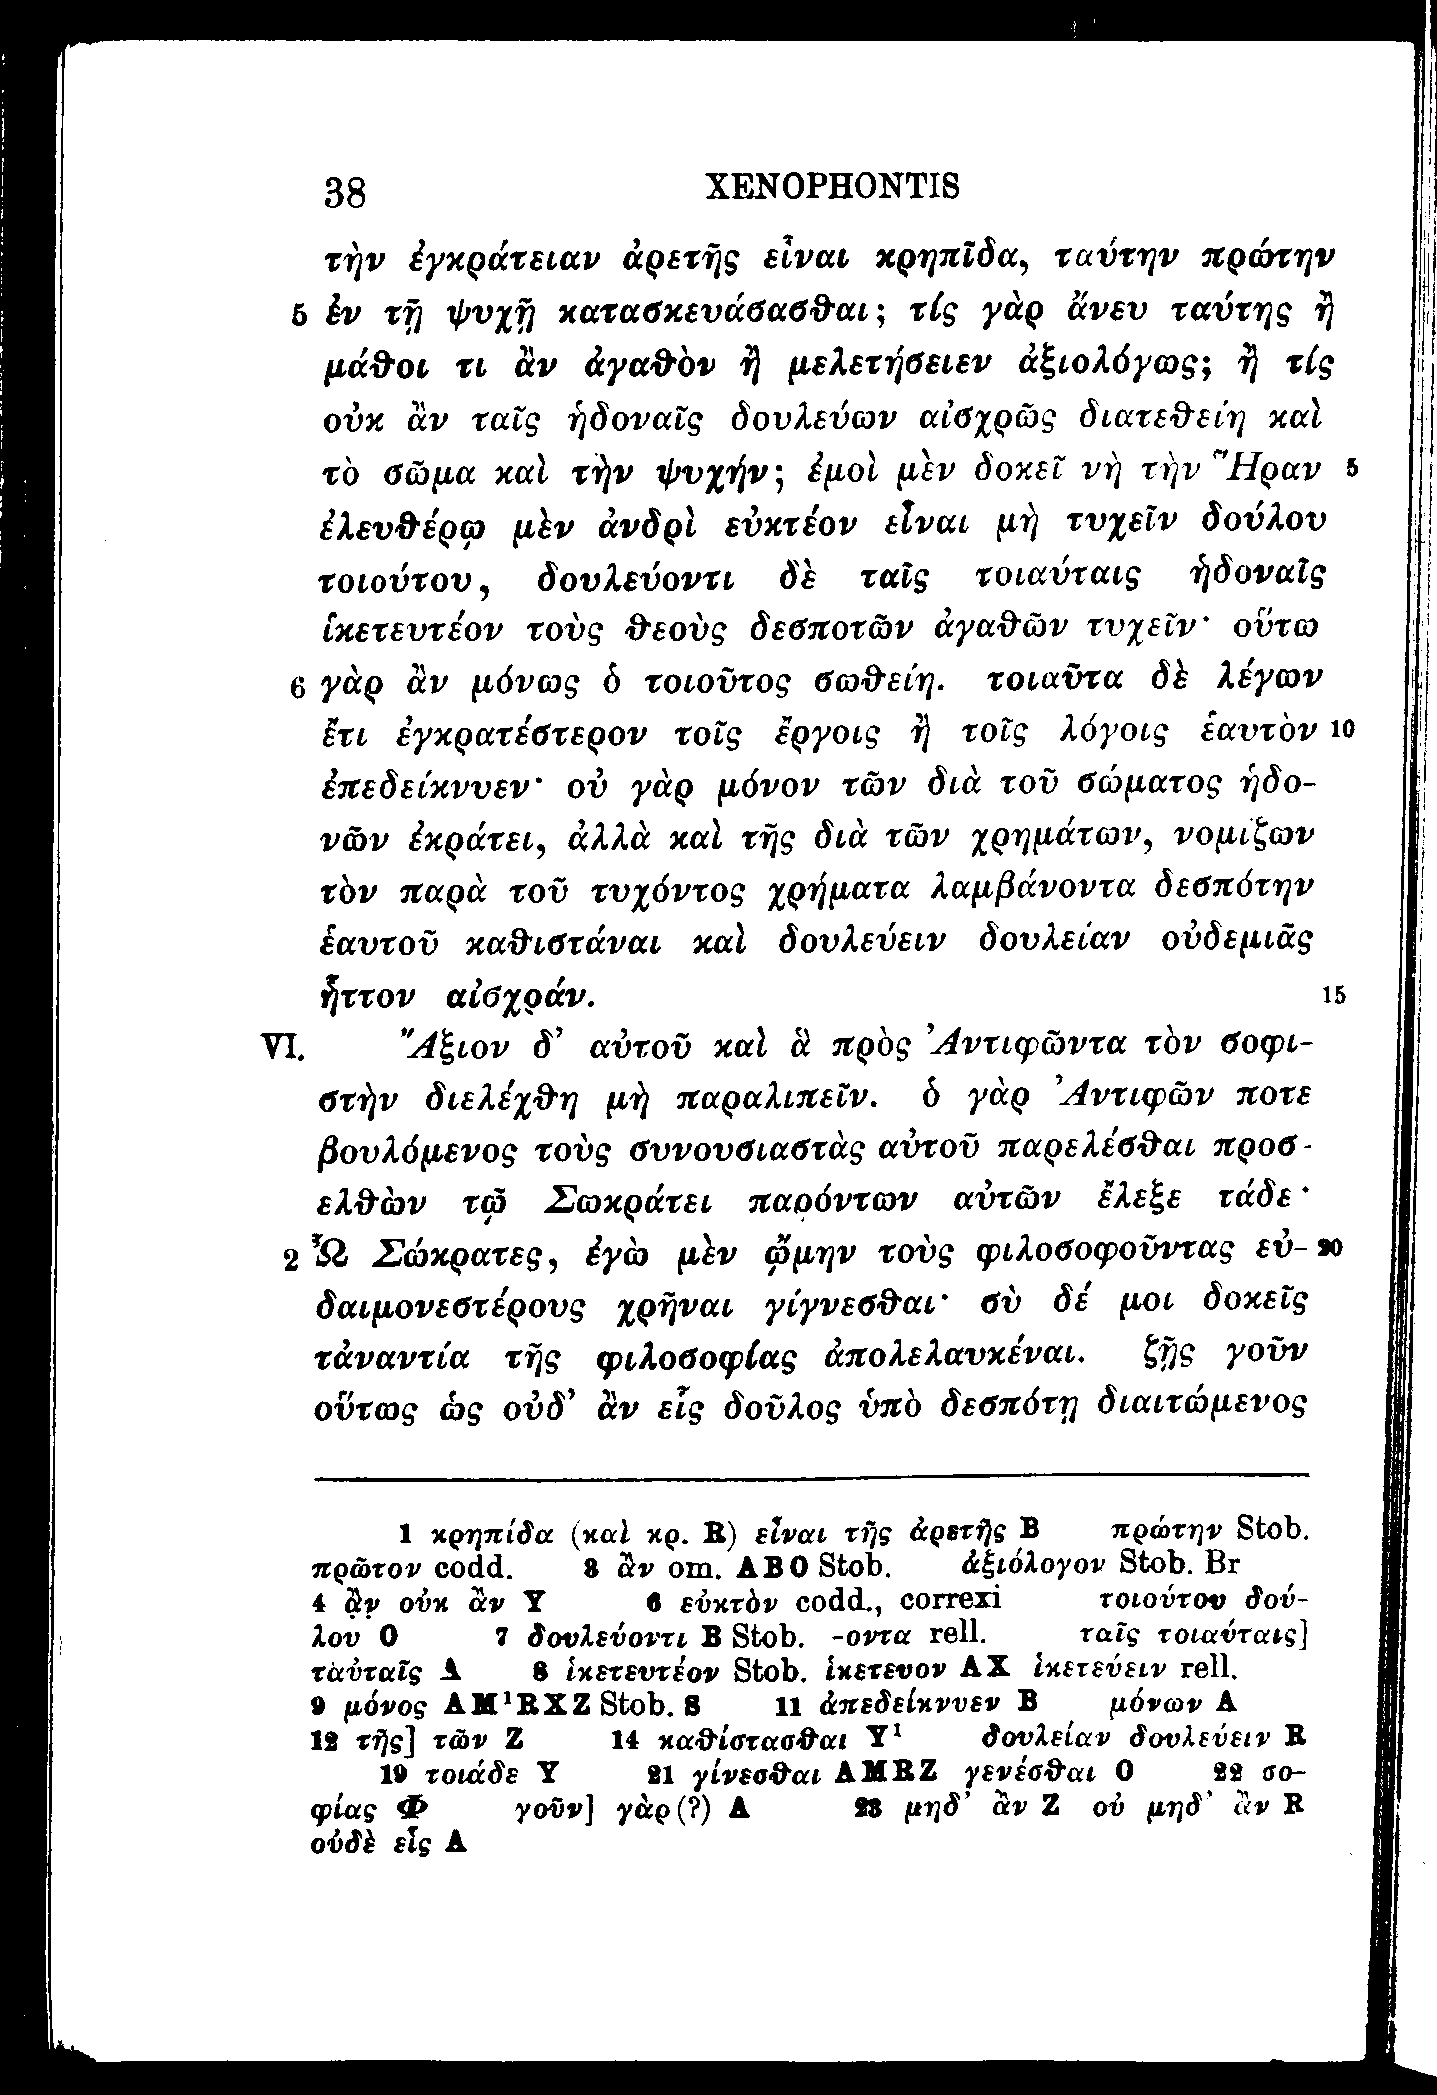 38 XENOPHONTIS
τὴν ἐγκράτειαν ἀρετῆς εἶναι κρηπῖδα, ταύτην πρώτην
5 ἐν τῇ ψυχῇ κατασκευάσασθαι; τίς γὰρ ἄνευ ταύτης ἢ
μάθοι τι ἂν ἀγαθὸν ἢ μελετήσειεν ἀξιολόγως; ἢ τίς
οὐκ ἂν ταῖς ἡδοναῖς δουλεύων αἰσχρῶς διατεθείη καὶ
τὸ σῶμα καὶ τὴν ψυχήν; ἐμοὶ μὲν δοκεῖ νὴ τὴν Ἥραν 5
ἐλευθέρῳ μὲν ἀνδρὶ εὐκτέον εἶναι μὴ τυχεῖν δούλου
τοιούτου, δουλεύοντι δὲ ταῖς τοιαύταις ἡδοναῖς
ἱκετευτέον τοὺς θεοὺς δεσποτῶν ἀγαθῶν τυχεῖν· οὕτω
6 γὰρ ἂν μόνως ὁ τοιοῦτος σωθείη. τοιαῦτα δὲ λέγων
ἔτι ἐγκρατέστερον τοῖς ἔργοις ἢ τοῖς λόγοις ἑαυτὸν 10
ἐπεδείκνυεν· οὐ γὰρ μόνον τῶν διὰ τοῦ σώματος ἡδο-
νῶν ἐκράτει, ἀλλὰ καὶ τῆς διὰ τῶν χρημάτων, νομίζων
τὸν παρὰ τοῦ τυχόντος χρήματα λαμβάνοντα δεσπότην
ἑαυτοῦ καθιστάναι καὶ δουλεύειν δουλείαν οὐδεμιᾶς
ἧττον αἰσχράν. 15
VI. Ἄξιον δ’ αὐτοῦ καὶ ἃ πρὸς Ἀντιφῶντα τὸν σοφι-
στὴν διελέχθη μὴ παραλιπεῖν. ὁ γὰρ Ἀντιφῶν ποτε
βουλόμενος τοὺς συνουσιαστὰς αὐτοῦ παρελέσθαι προσ-
ελθὼν τῷ Σωκράτει παρόντων αὐτῶν ἔλεξε τάδε·
2 Ὦ Σώκρατες, ἐγὼ μὲν ᾤμην τοὺς φιλοσοφοῦντας εὐ- 20
δαιμονεστέρους χρῆναι γίγνεσθαι· σὺ δέ μοι δοκεῖς
τἀναντία τῆς φιλοσοφίας ἀπολελαυκέναι. ζῇς γοῦν
οὕτως ὡς οὐδ’ ἂν εἷς δοῦλος ὑπὸ δεσπότῃ διαιτώμενος
1 κρηπίδα (καὶ κρ. R) εἶναι τῆς ἀρετῆς B πρώτην Stob.
πρῶτον codd. 3 ἂν om. ABO Stob. ἀξιόλογον Stob. Br
4 ἂν οὐκ ἂν Y 6 εὐκτὸν codd., correxi τοιούτου δού-
λου O 7 δουλεύοντι B Stob. -οντα rell. ταῖς τοιαύταις]
ταὐταῖς A 8 ἱκετευτέον Stob. ἱκετευον AX ἱκετεύειν rell.
9 μόνος AM¹RXZ Stob. S 11 ἀπεδείκνυεν B μόνων A
12 τῆς] τῶν Z 14 καθίστασθαι Y¹ δουλείαν δουλεύειν R
19 τοιάδε Y 21 γίνεσθαι AMRZ γενέσθαι O 22 σο-
φίας Φ γοῦν] γὰρ(?) A 23 μηδ’ ἂν Z οὐ μηδ’ ἂν R
οὐδὲ εἷς A